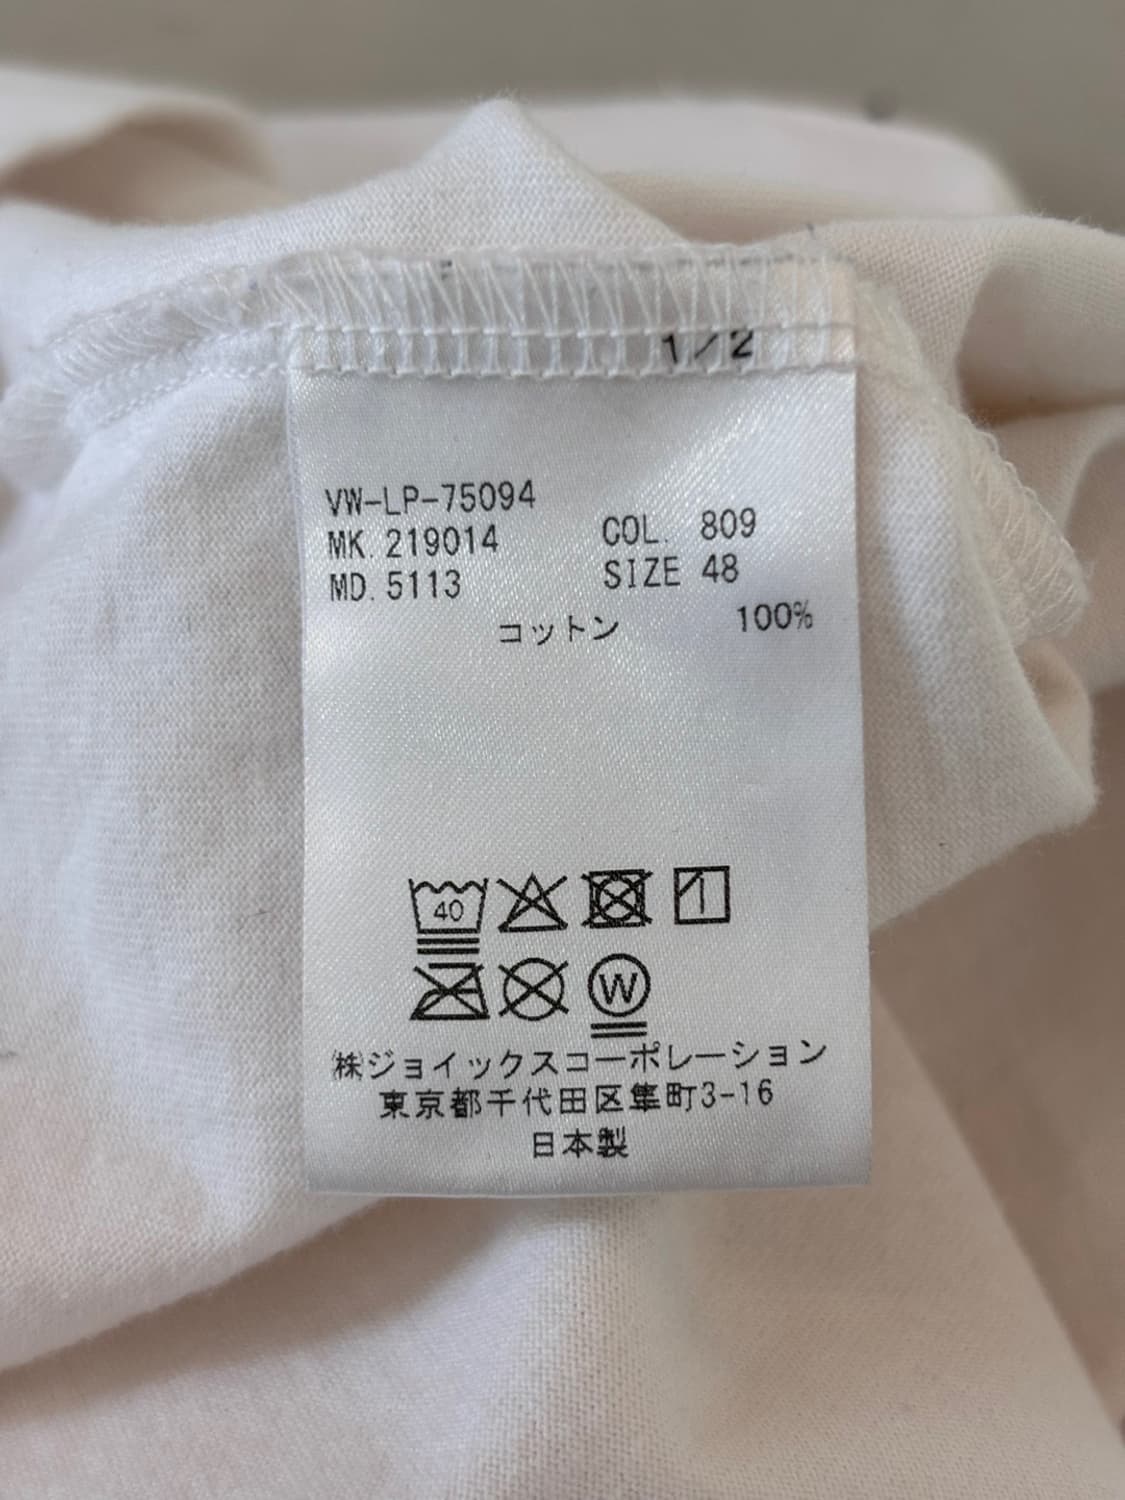 1/2
VW-LP-75094
MK. 219014 COL. 809
MD. 5113 SIZE 48
コットン 100%
40
W
㈱ジョイックスコーポレーション
東京都千代田区隼町3-16
日本製